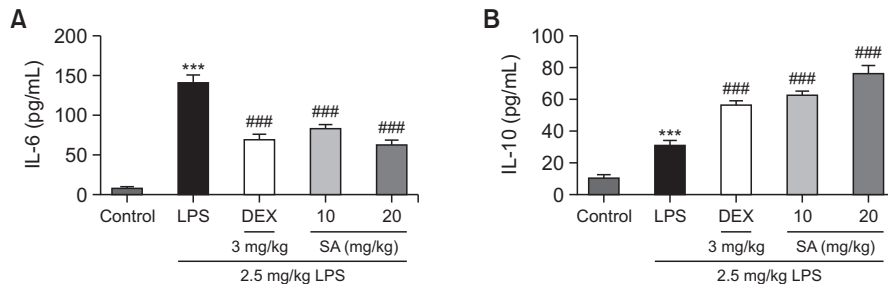 A
IL-6 (pg/mL)
200
150
100
50
0
***
###
###
###
Control LPS DEX 10 20
3 mg/kg SA (mg/kg)
2.5 mg/kg LPS
B
IL-10 (pg/mL)
100
80
60
40
20
0
***
###
###
###
Control LPS DEX 10 20
3 mg/kg SA (mg/kg)
2.5 mg/kg LPS